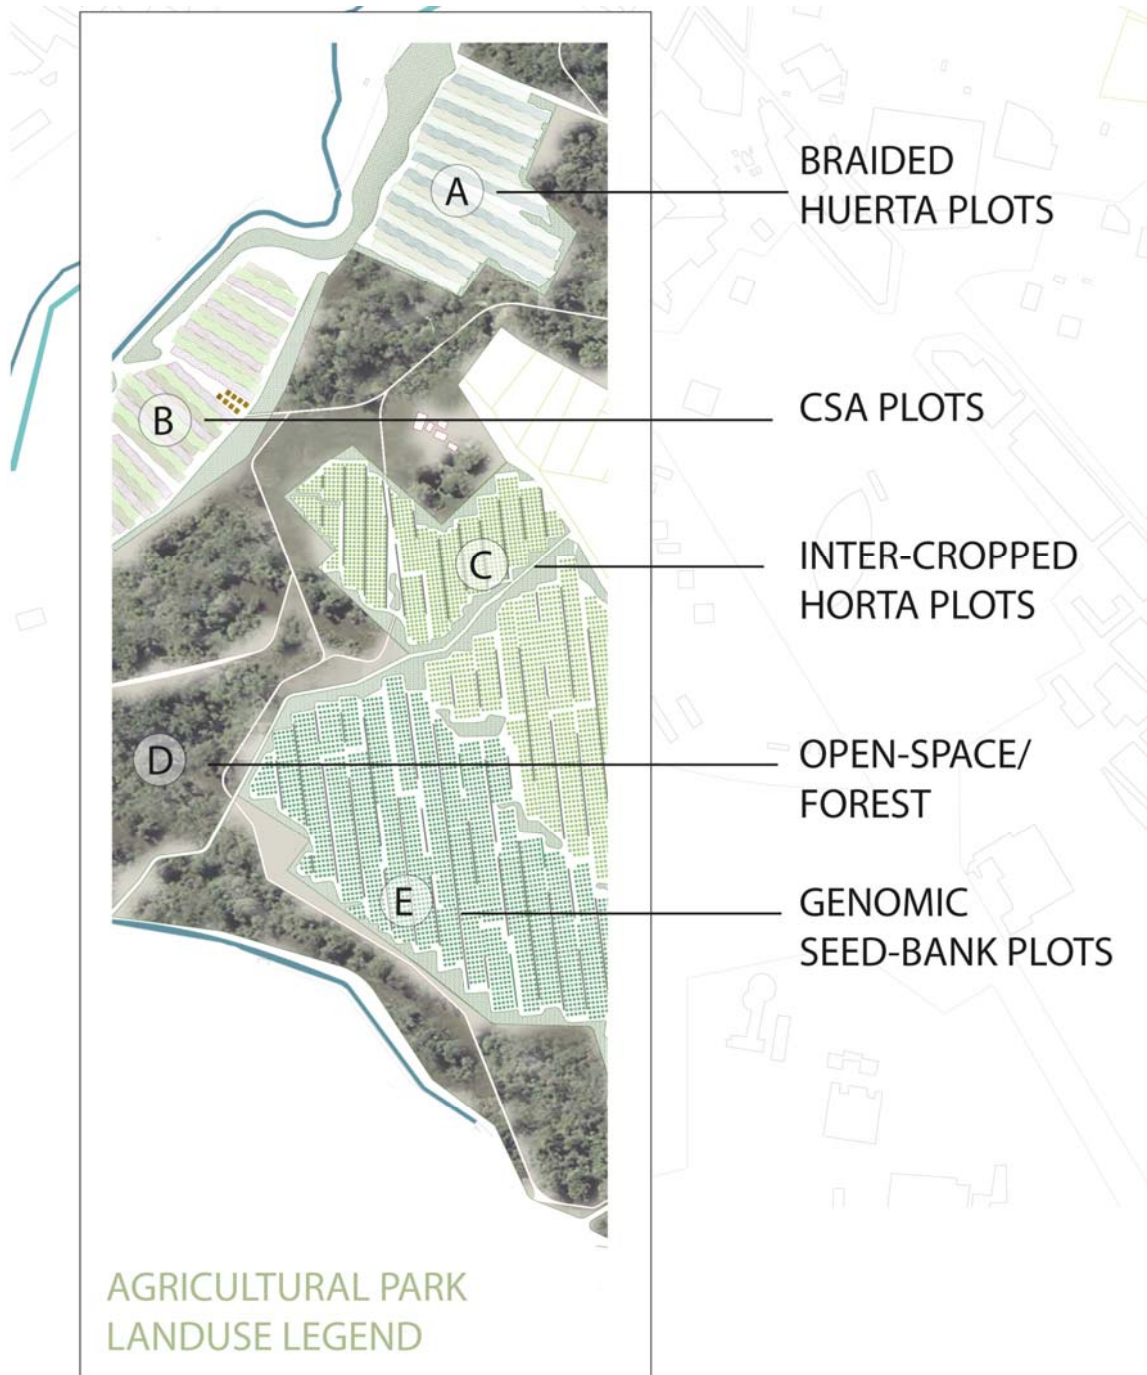 A
BRAIDED
HUERTA PLOTS
B
CSA PLOTS
C
INTER-CROPPED
HORTA PLOTS
D
OPEN-SPACE/
FOREST
E
GENOMIC
SEED-BANK PLOTS
AGRICULTURAL PARK
LANDUSE LEGEND